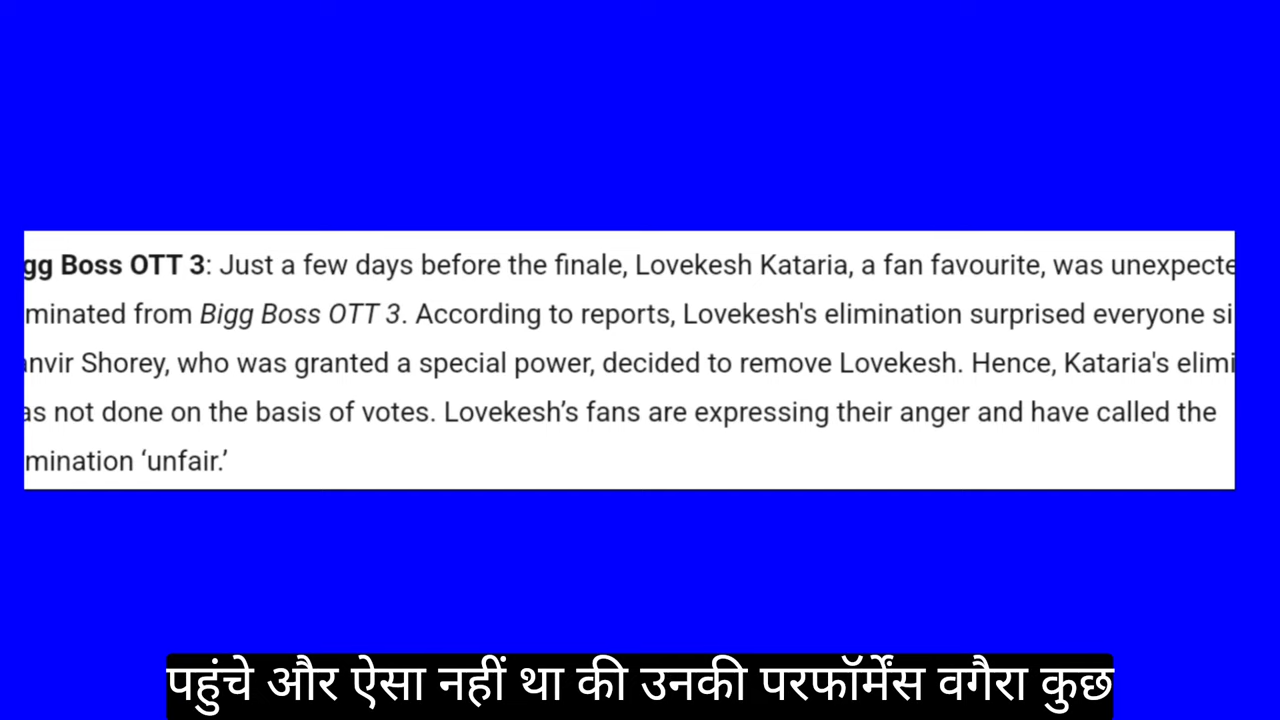 gg Boss OTT 3: Just a few days before the finale, Lovekesh Kataria, a fan favourite, was unexpecte
minated from Bigg Boss OTT 3. According to reports, Lovekesh's elimination surprised everyone si
anvir Shorey, who was granted a special power, decided to remove Lovekesh. Hence, Kataria's elimi
as not done on the basis of votes. Lovekesh’s fans are expressing their anger and have called the
mination ‘unfair.’
पहुंचे और ऐसा नहीं था की उनकी परफॉर्मेंस वगैरा कुछ